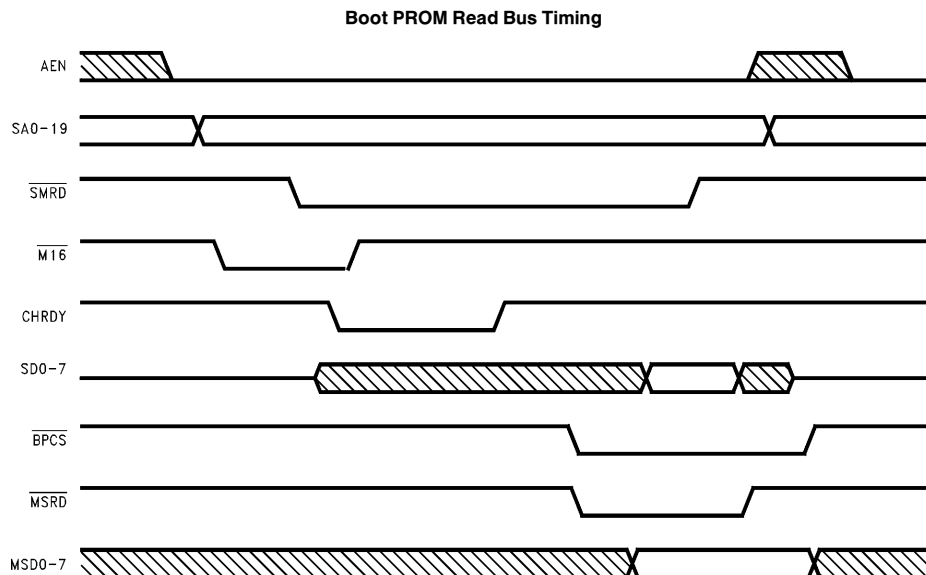 Boot PROM Read Bus Timing
AEN
SA0-19
SMRD
M16
CHRDY
SD0-7
BPCS
MSRD
MSD0-7